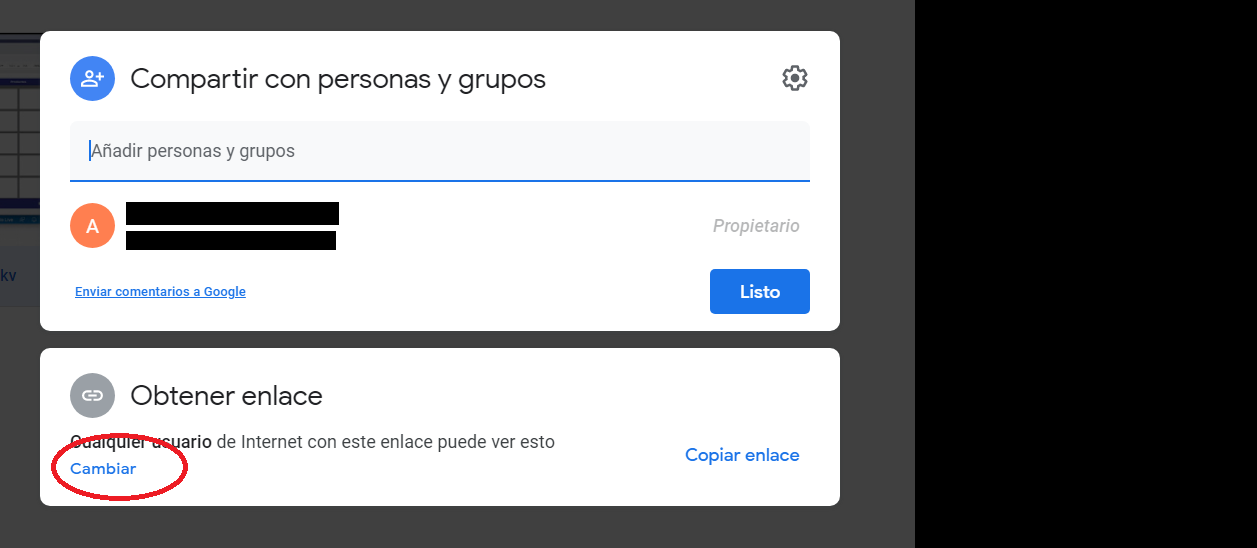 Compartir con personas y grupos
Añadir personas y grupos
A
Propietario
kv
Enviar comentarios a Google
Listo
Obtener enlace
Cualquier usuario de Internet con este enlace puede ver esto
Cambiar
Copiar enlace